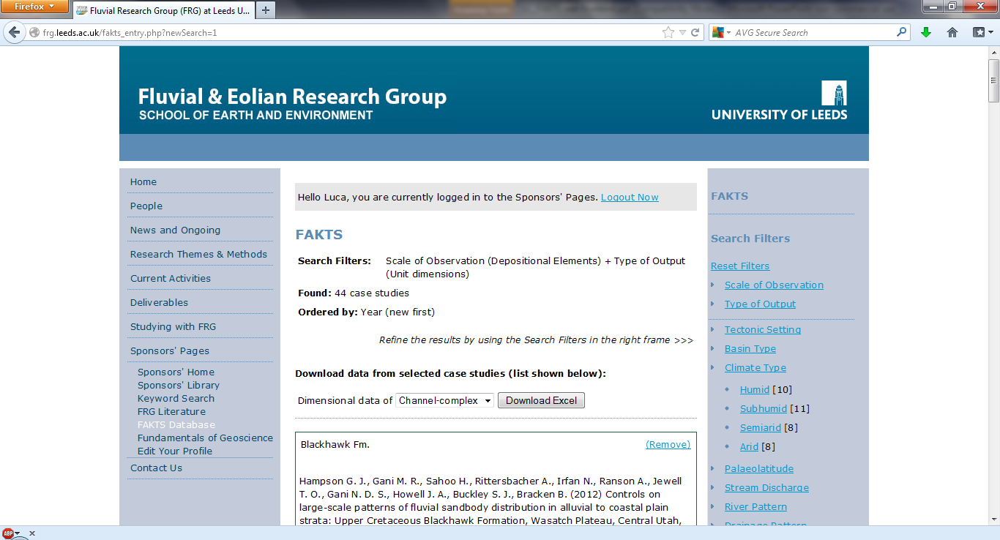 Firefox
Fluvial Research Group (FRG) at Leeds U...
frg.leeds.ac.uk/fakts_entry.php?newSearch=1
AVG Secure Search
Fluvial & Eolian Research Group
SCHOOL OF EARTH AND ENVIRONMENT
UNIVERSITY OF LEEDS
Home
People
News and Ongoing
Research Themes & Methods
Current Activities
Deliverables
Studying with FRG
Sponsors' Pages
Sponsors' Home
Sponsors' Library
Keyword Search
FRG Literature
FAKTS Database
Fundamentals of Geoscience
Edit Your Profile
Contact Us
Hello Luca, you are currently logged in to the Sponsors' Pages. Logout Now
FAKTS
Search Filters: Scale of Observation (Depositional Elements) + Type of Output
(Unit dimensions)
Found: 44 case studies
Ordered by: Year (new first)
Refine the results by using the Search Filters in the right frame >>>
Download data from selected case studies (list shown below):
Dimensional data of Channel-complex Download Excel
Blackhawk Fm. (Remove)
Hampson G. J., Gani M. R., Sahoo H., Rittersbacher A., Irfan N., Ranson A., Jewell
T. O., Gani N. D. S., Howell J. A., Buckley S. J., Bracken B. (2012) Controls on
large-scale patterns of fluvial sandbody distribution in alluvial to coastal plain
strata: Upper Cretaceous Blackhawk Formation, Wasatch Plateau, Central Utah,
FAKTS
Search Filters
Reset Filters
Scale of Observation
Type of Output
Tectonic Setting
Basin Type
Climate Type
Humid [10]
Subhumid [11]
Semiarid [8]
Arid [8]
Palaeolatitude
Stream Discharge
River Pattern
Drainage Pattern
ABP